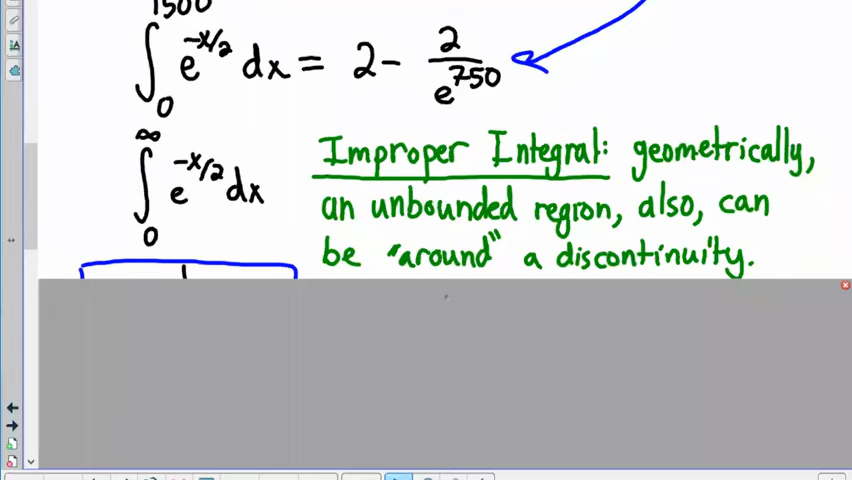 1500
∫ e^{-x/2} dx = 2 - 2/e^{750}
0
∞
∫ e^{-x/2} dx
0
Improper Integral: geometrically,
an unbounded region, also, can
be "around" a discontinuity.